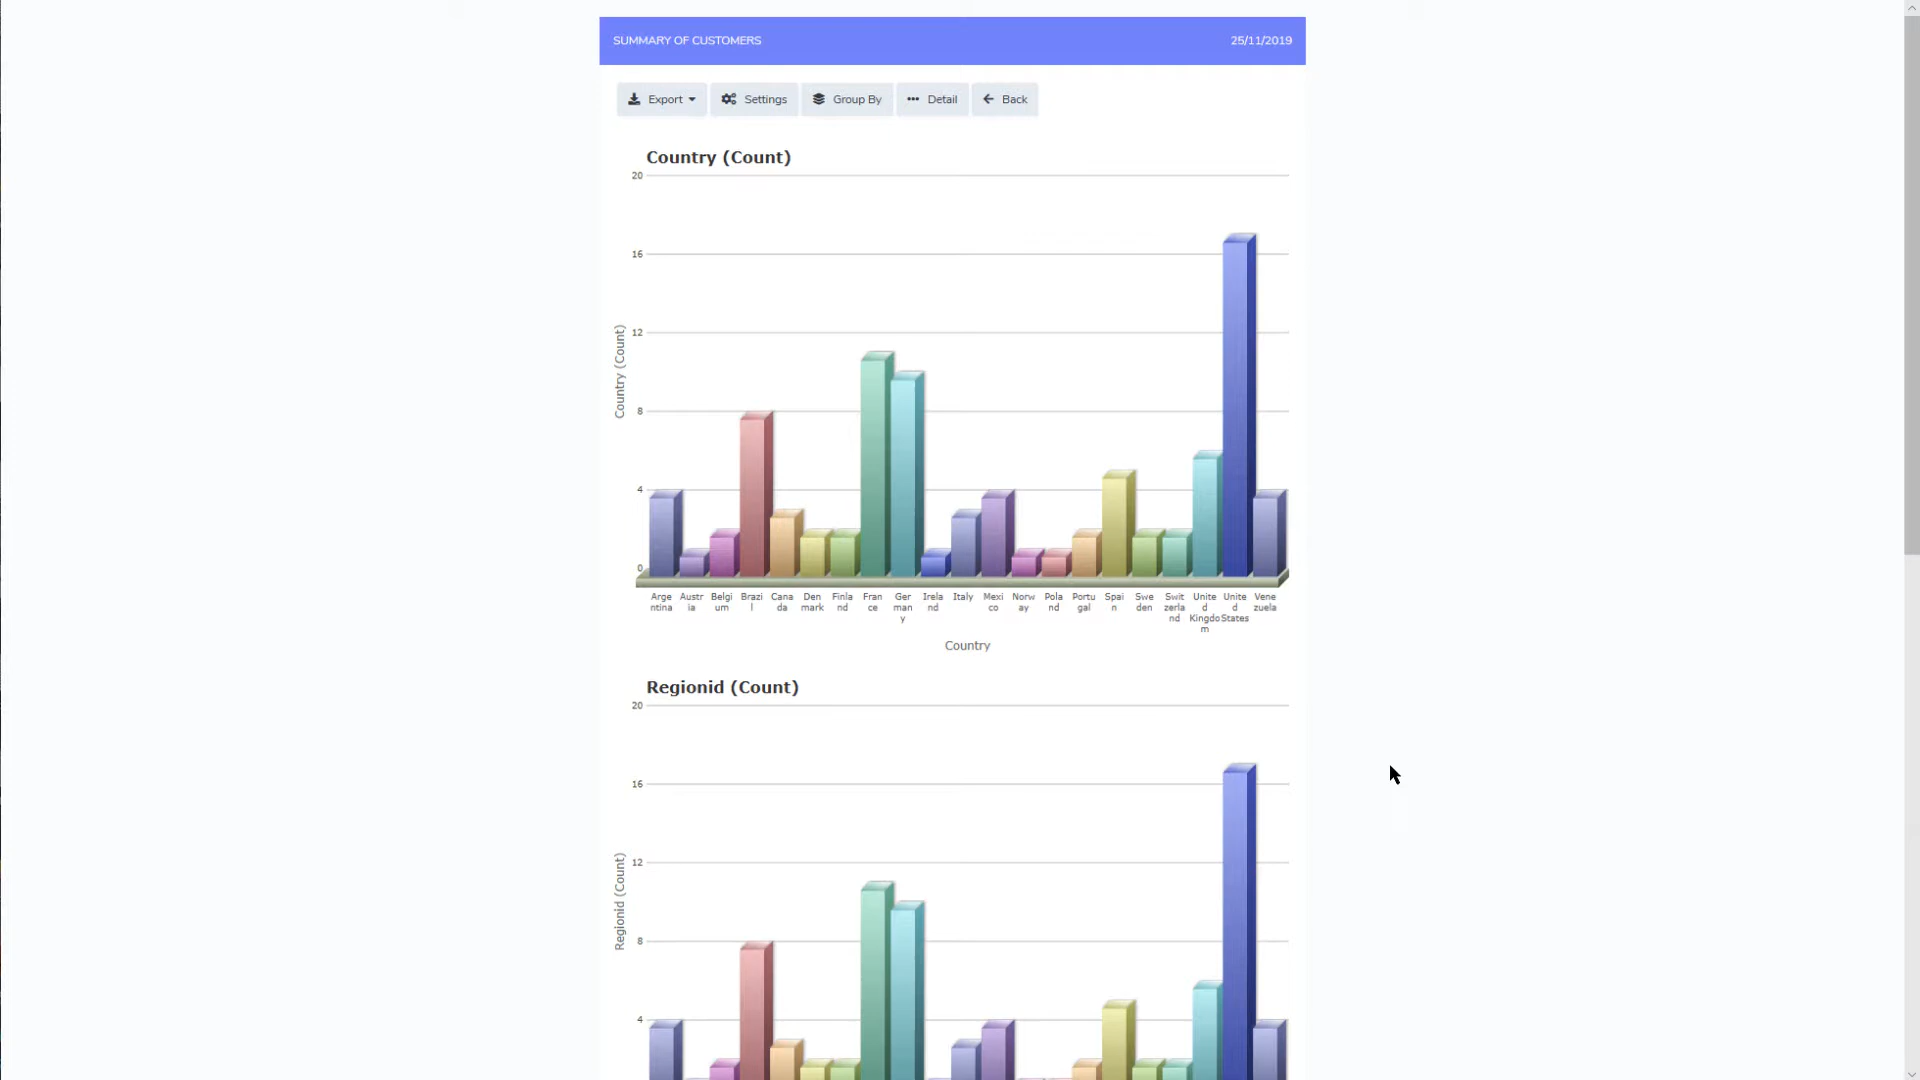 SUMMARY OF CUSTOMERS 25/11/2019
Export Settings Group By Detail Back
Country (Count)
20
16
12
8
4
0
Country (Count)
Arge
ntina
Austr
ia
Belgi
um
Brazi
l
Cana
da
Den
mark
Finla
nd
Fran
ce
Ger
man
y
Irela
nd
Italy
Mexi
co
Norw
ay
Pola
nd
Portu
gal
Spai
n
Swe
den
Swit
zerla
nd
Unite
d
Kingdo
m
Unite
d
States
Vene
zuela
Country
Regionid (Count)
20
16
12
8
4
Regionid (Count)